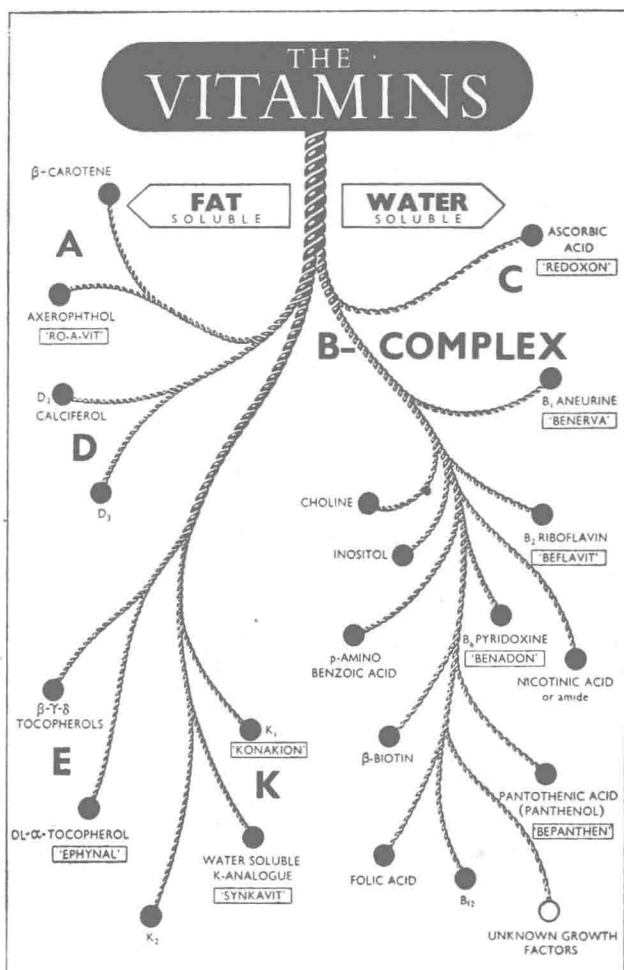 THE
VITAMINS
FAT
SOLUBLE
WATER
SOLUBLE
β-CAROTENE
A
AXEROPHTHOL
'RO-A-VIT'
D₂
CALCIFEROL
D
D₃
β-γ-δ
TOCOPHEROLS
E
DL-α-TOCOPHEROL
'EPHYNAL'
K₁
'KONAKION'
K
WATER SOLUBLE
K-ANALOGUE
'SYNKAVIT'
K₂
ASCORBIC
ACID
'REDOXON'
C
B- COMPLEX
B₁ ANEURINE
'BENERVA'
CHOLINE
INOSITOL
p-AMINO
BENZOIC ACID
B₂ RIBOFLAVIN
'BEFLAVIT'
B₆ PYRIDOXINE
'BENADON'
NICOTINIC ACID
or amide
β-BIOTIN
PANTOTHENIC ACID
(PANTHENOL)
'BEPANTHEN'
FOLIC ACID
B₁₂
UNKNOWN GROWTH
FACTORS